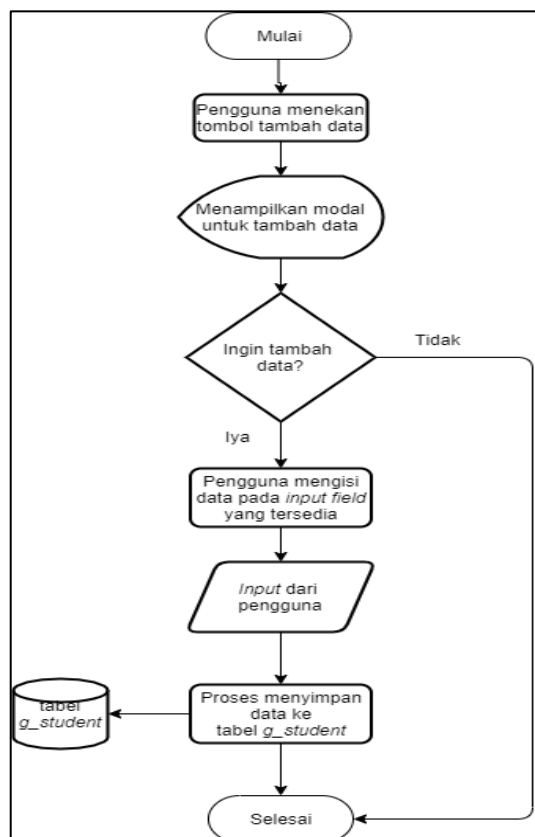 Mulai
Pengguna menekan
tombol tambah data
Menampilkan modal
untuk tambah data
Ingin tambah
data?
Tidak
Iya
Pengguna mengisi
data pada input field
yang tersedia
Input dari
pengguna
Proses menyimpan
data ke
tabel g_student
tabel
g_student
Selesai